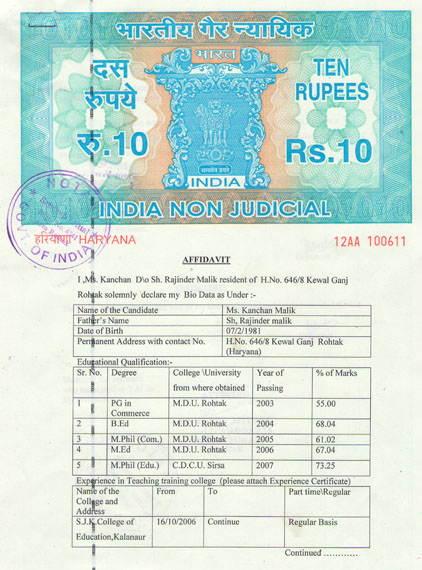 भारतीय गैर न्यायिक
भारत
दस
रुपये
रु.10
TEN
RUPEES
Rs.10
सत्यमेव जयते
INDIA
INDIA NON JUDICIAL
NOT
GOVT. OF INDIA
हरियाणा HARYANA
12AA 100611
AFFIDAVIT
I ,Ms. Kanchan D\o Sh. Rajinder Malik resident of H.No. 646/8 Kewal Ganj
Rohtak solemnly declare my Bio Data as Under :-
Name of the Candidate Ms. Kanchan Malik
Father's Name Sh, Rajinder malik
Date of Birth 07/2/1981
Permanent Address with contact No. H.No. 646/8 Kewal Ganj Rohtak
(Haryana)
Educational Qualification:-
Sr. No. Degree College \University Year of % of Marks
from where obtained Passing
1 PG in M.D.U. Rohtak 2003 55.00
Commerce
2 B.Ed M.D.U. Rohtak 2004 68.04
3 M.Phil (Com.) M.D.U. Rohtak 2005 61.02
4 M.Ed M.D.U. Rohtak 2006 67.04
5 M.Phil (Edu.) C.D.C.U. Sirsa 2007 73.25
Experience in Teaching training college (please attach Experience Certificate)
Name of the From To Part time\Regular
College and
Address
S.J.K.College of 16/10/2006 Continue Regular Basis
Education,Kalanaur
Continued ............